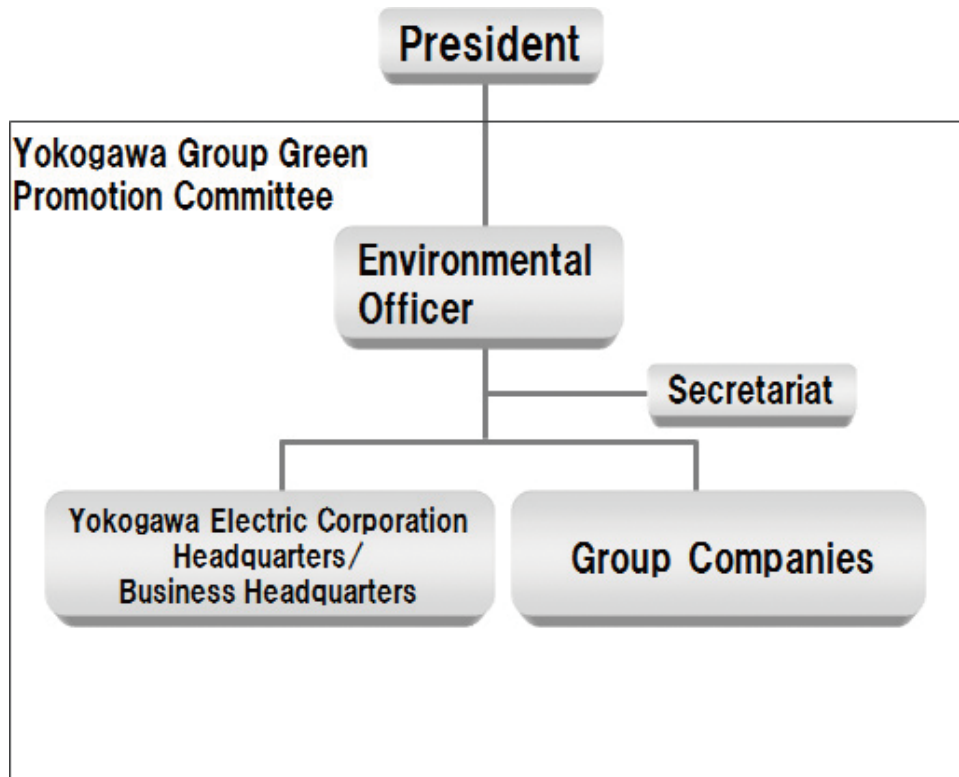 President
Yokogawa Group Green
Promotion Committee
Environmental
Officer
Secretariat
Yokogawa Electric Corporation
Headquarters/
Business Headquarters
Group Companies